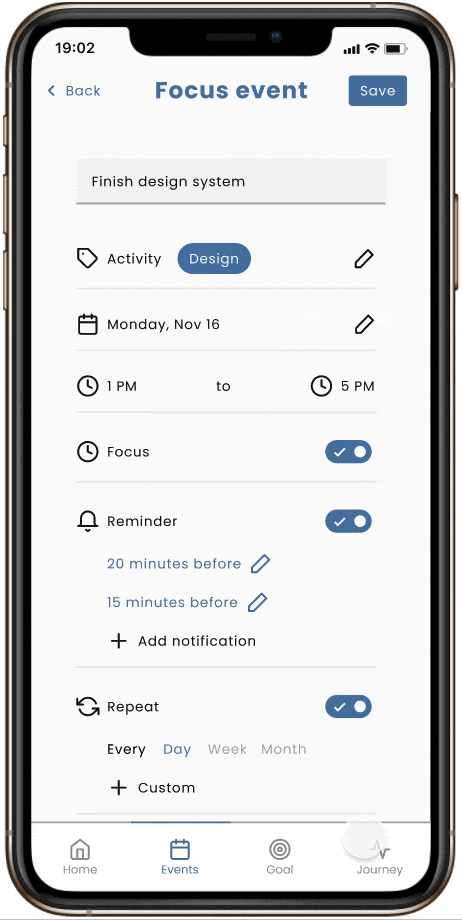 19:02
Back Focus event Save
Finish design system
Activity Design
Monday, Nov 16
1 PM to 5 PM
Focus
Reminder
20 minutes before
15 minutes before
Add notification
Repeat
Every Day Week Month
Custom
Home Events Goal Journey